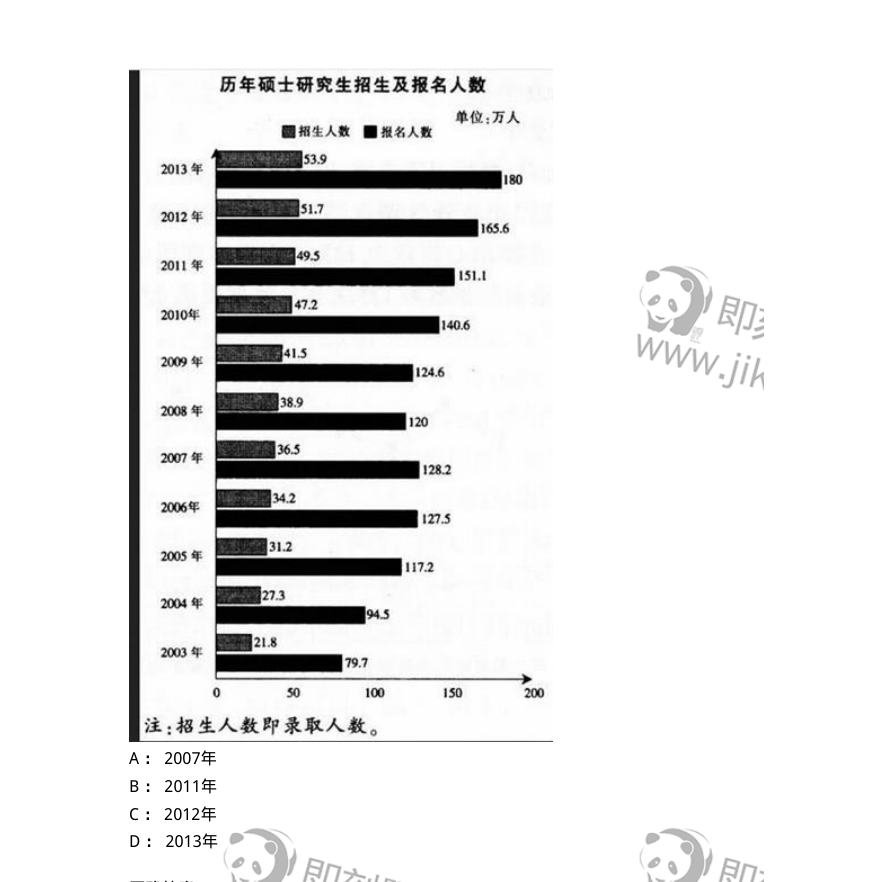 历年硕士研究生招生及报名人数
单位:万人
招生人数 报名人数
2013年 53.9
180
2012年 51.7
165.6
2011年 49.5
151.1
2010年 47.2
140.6
2009年 41.5
124.6
2008年 38.9
120
2007年 36.5
128.2
2006年 34.2
127.5
2005年 31.2
117.2
2004年 27.3
94.5
2003年 21.8
79.7
0 50 100 150 200
注:招生人数即录取人数。
A： 2007年
B： 2011年
C： 2012年
D： 2013年
即刻
www.jik
即刻
即